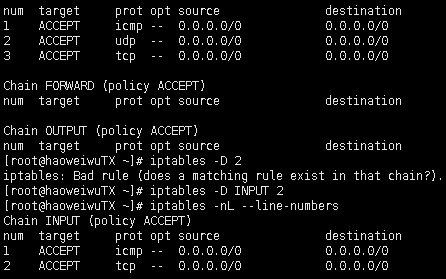 num  target     prot opt source               destination
1    ACCEPT     icmp --  0.0.0.0/0            0.0.0.0/0
2    ACCEPT     udp  --  0.0.0.0/0            0.0.0.0/0
3    ACCEPT     tcp  --  0.0.0.0/0            0.0.0.0/0
Chain FORWARD (policy ACCEPT)
num  target     prot opt source               destination
Chain OUTPUT (policy ACCEPT)
num  target     prot opt source               destination
[root@haoweiwuTX ~]# iptables -D 2
iptables: Bad rule (does a matching rule exist in that chain?).
[root@haoweiwuTX ~]# iptables -D INPUT 2
[root@haoweiwuTX ~]# iptables -nL --line-numbers
Chain INPUT (policy ACCEPT)
num  target     prot opt source               destination
1    ACCEPT     icmp --  0.0.0.0/0            0.0.0.0/0
2    ACCEPT     tcp  --  0.0.0.0/0            0.0.0.0/0